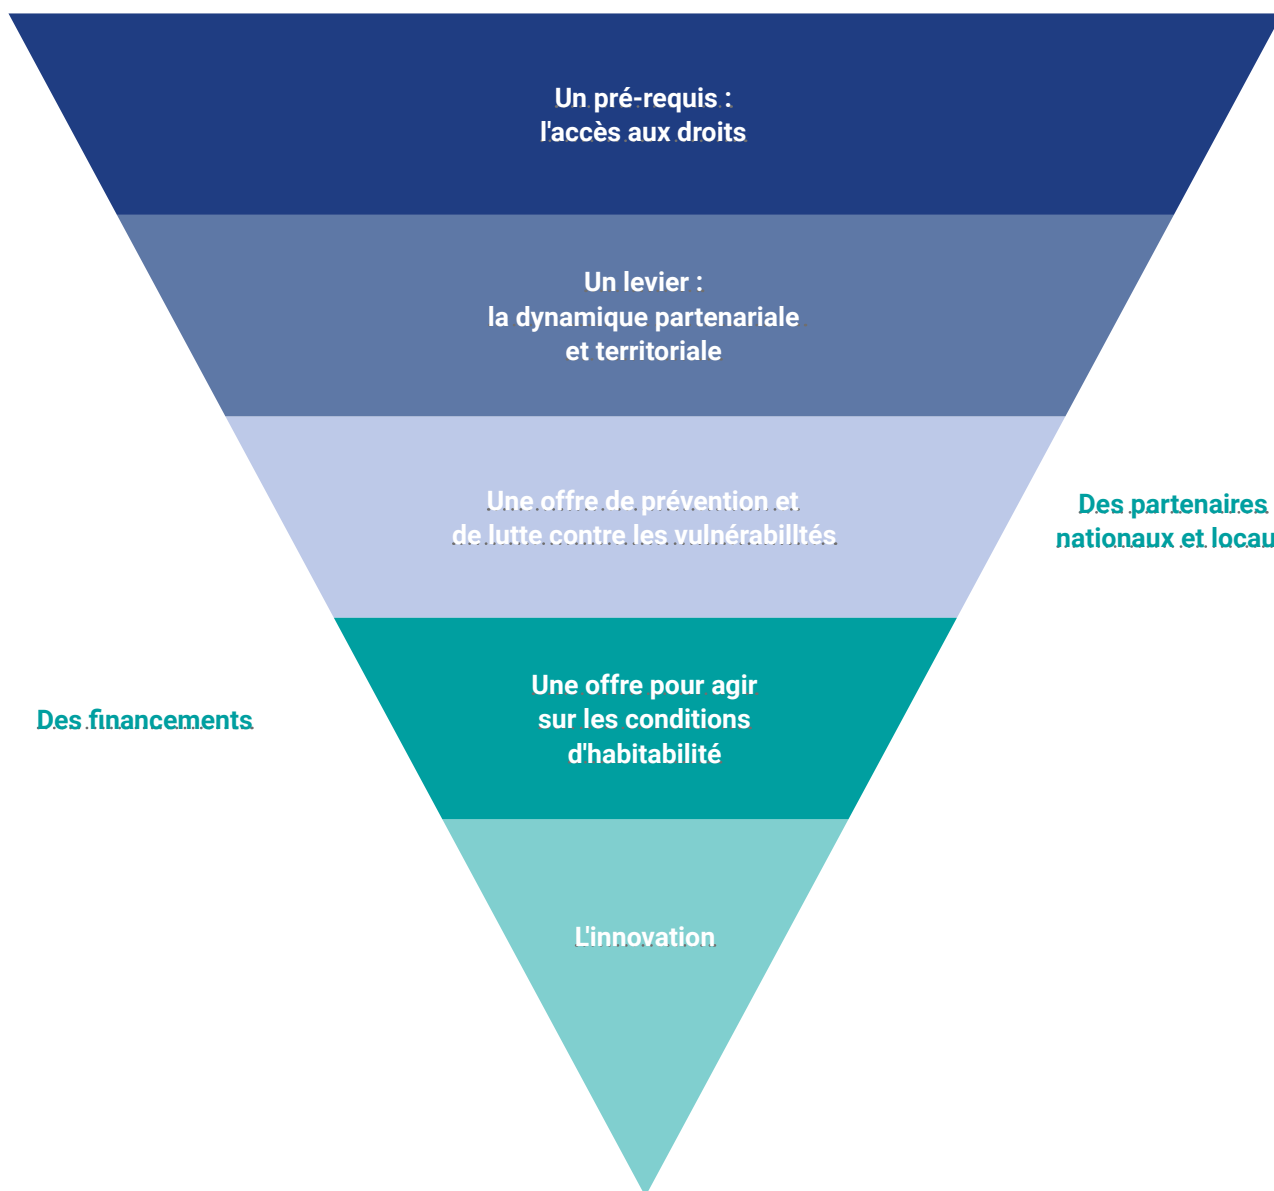 Un pré-requis :
l'accès aux droits
Un levier :
la dynamique partenariale
et territoriale
Une offre de prévention et
de lutte contre les vulnérabilltés
Des partenaires
nationaux et locau
Une offre pour agir
sur les conditions
d'habitabilité
Des financements
L'innovation